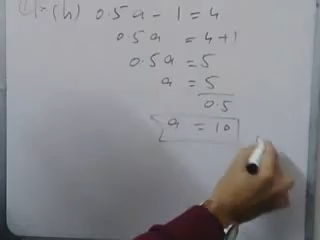 (h) 0.5a - 1 = 4
0.5a = 4+1
0.5a = 5
a = 5
0.5
a = 10